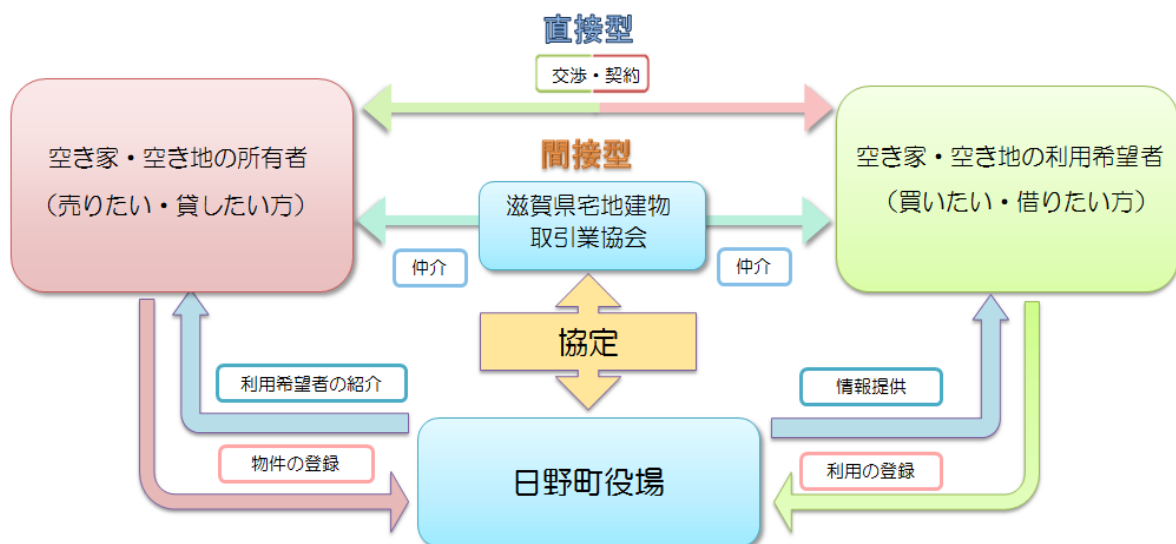 直接型
交渉・契約
空き家・空き地の所有者
（売りたい・貸したい方）
空き家・空き地の利用希望者
（買いたい・借りたい方）
間接型
滋賀県宅地建物
取引業協会
仲介
仲介
協定
利用希望者の紹介
情報提供
物件の登録
利用の登録
日野町役場